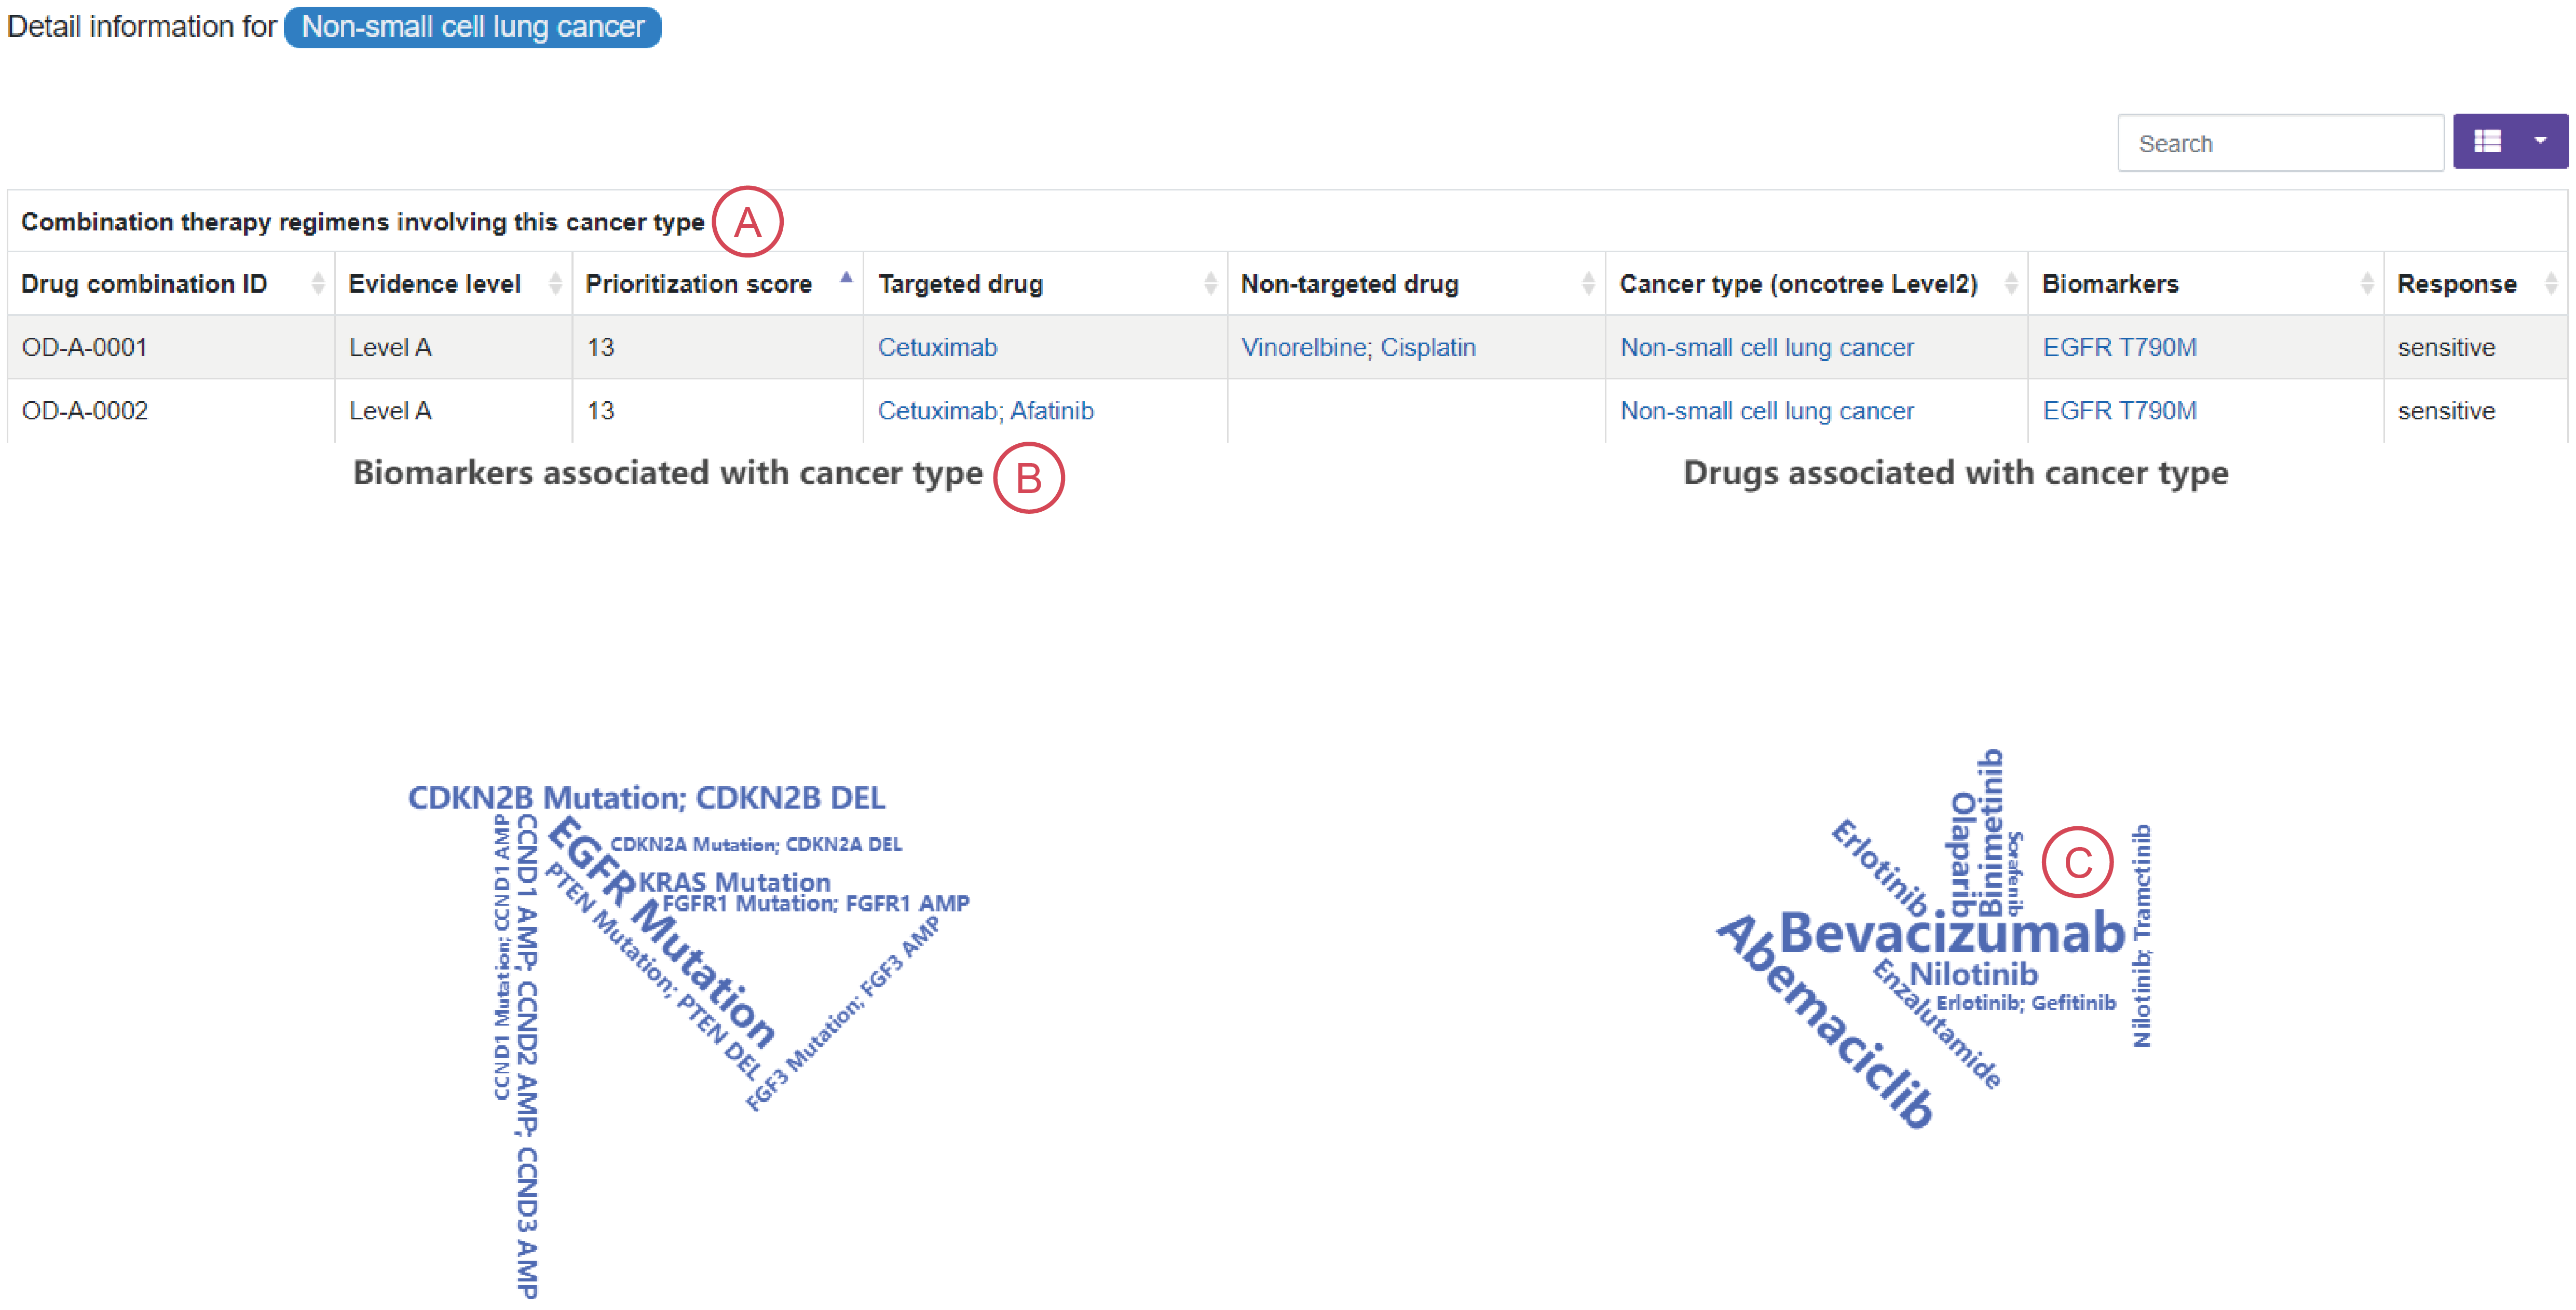 Detail information for Non-small cell lung cancer
Search
Combination therapy regimens involving this cancer type A
Drug combination ID Evidence level Prioritization score Targeted drug Non-targeted drug Cancer type (oncotree Level2) Biomarkers Response
OD-A-0001 Level A 13 Cetuximab Vinorelbine; Cisplatin Non-small cell lung cancer EGFR T790M sensitive
OD-A-0002 Level A 13 Cetuximab; Afatinib Non-small cell lung cancer EGFR T790M sensitive
Biomarkers associated with cancer type B
Drugs associated with cancer type
CDKN2B Mutation; CDKN2B DEL
CCND1 Mutation; CCND1 AMP
CCND1 AMP; CCND2 AMP; CCND3 AMP
EGFR Mutation
CDKN2A Mutation; CDKN2A DEL
KRAS Mutation
FGFR1 Mutation; FGFR1 AMP
PTEN Mutation; PTEN DEL
FGF3 Mutation; FGF3 AMP
Erlotinib
Olaparib
Binimetinib
Sorafenib
C
Nilotinib; Tramctinib
Bevacizumab
Abemaciclib
Nilotinib
Enzalutamide
Erlotinib; Gefitinib